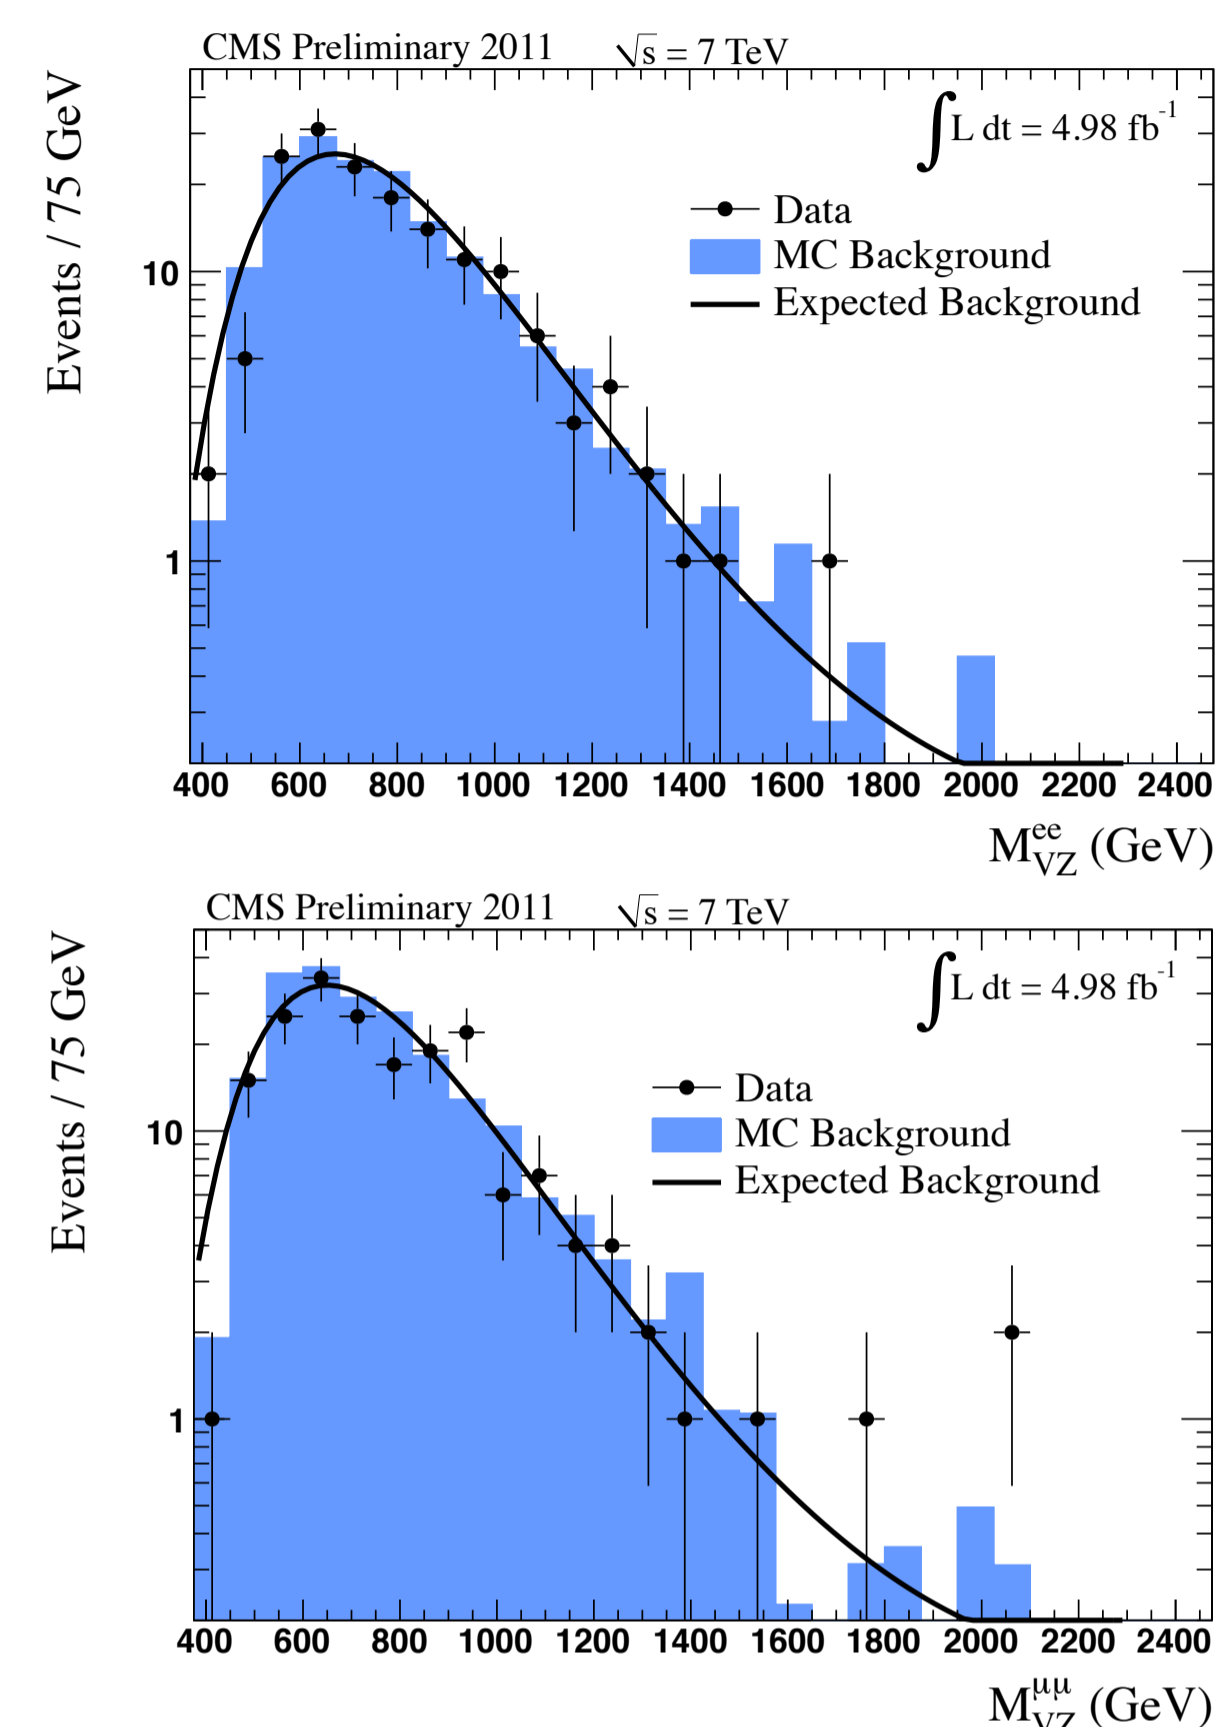 CMS Preliminary 2011 √s = 7 TeV
Events / 75 GeV
∫L dt = 4.98 fb⁻¹
Data
MC Background
Expected Background
10
1
400 600 800 1000 1200 1400 1600 1800 2000 2200 2400
M_VZ^ee (GeV)
CMS Preliminary 2011 √s = 7 TeV
Events / 75 GeV
∫L dt = 4.98 fb⁻¹
Data
MC Background
Expected Background
10
1
400 600 800 1000 1200 1400 1600 1800 2000 2200 2400
M_VZ^μμ (GeV)